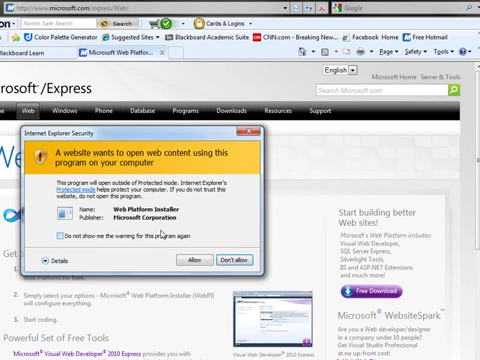 http://www.microsoft.com/express/Web/
Google
Norton Safe Search
Search
Cards & Logins
Color Palette Generator
Suggested Sites
Blackboard Academic Suite
CNN.com - Breaking New...
Facebook
Free Hotmail
Blackboard Learn
Microsoft Web Platfor...
Page
Safety
Tools
English
Microsoft Home
Server & Tools
/Express
Search Microsoft.com
Web
Windows
Phone
Database
Programs
Downloads
Resources
Support
Internet Explorer Security
A website wants to open web content using this
program on your computer
This program will open outside of Protected mode. Internet Explorer's
Protected mode helps protect your computer. If you do not trust this
website, do not open this program.
Name: Web Platform Installer
Publisher: Microsoft Corporation
Do not show me the warning for this program again
Details
Allow
Don't allow
Start building better
Web sites!
Microsoft's Web Platform includes:
Visual Web Developer,
SQL Server Express,
Silverlight Tools,
IIS and ASP.NET Extensions
and much more!
Free Download
2. Simply select your options - Microsoft® Web Platform Installer (WebPI)
will configure everything.
3. Start coding.
Microsoft®
WebsiteSpark™
Are you a Web developer/designer
in a company under 10 people?
Get Visual Studio Professional
at no up-front cost!
Powerful Set of Free Tools
Microsoft® Visual Web Developer® 2010 Express provides you with
Visual Web Developer® 2010 Express